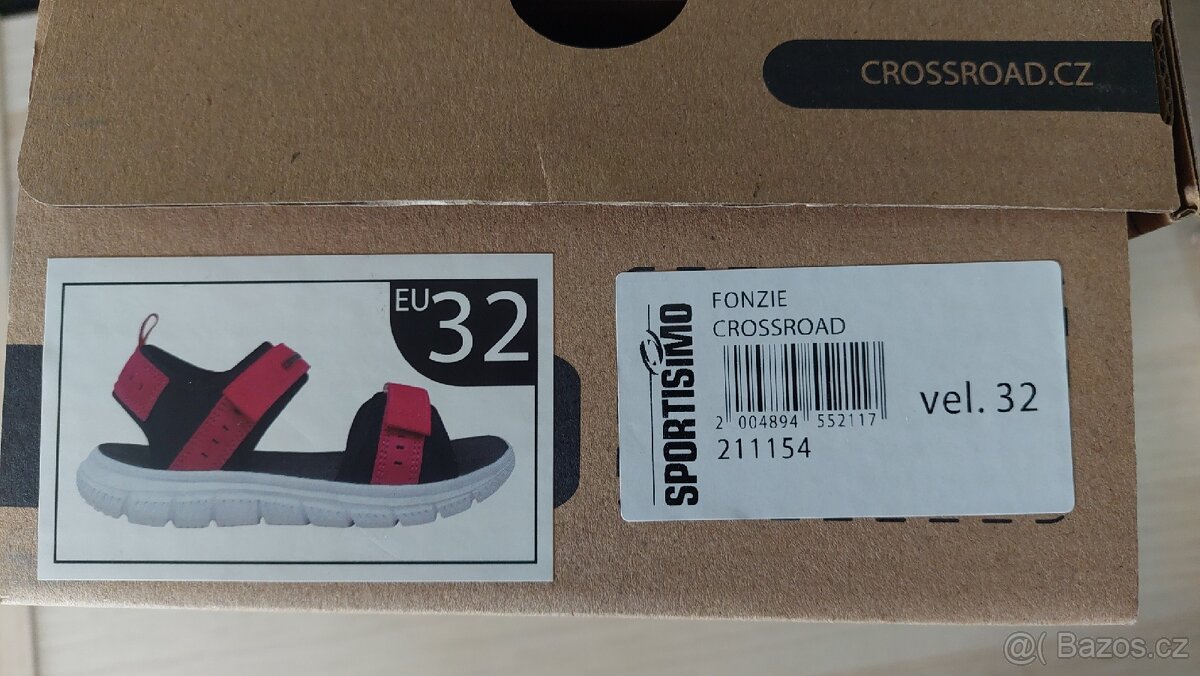 CROSSROAD.CZ
EU 32
SPORTISIMO
FONZIE
CROSSROAD
2 004894 552117
211154
vel. 32
@( Bazos.cz